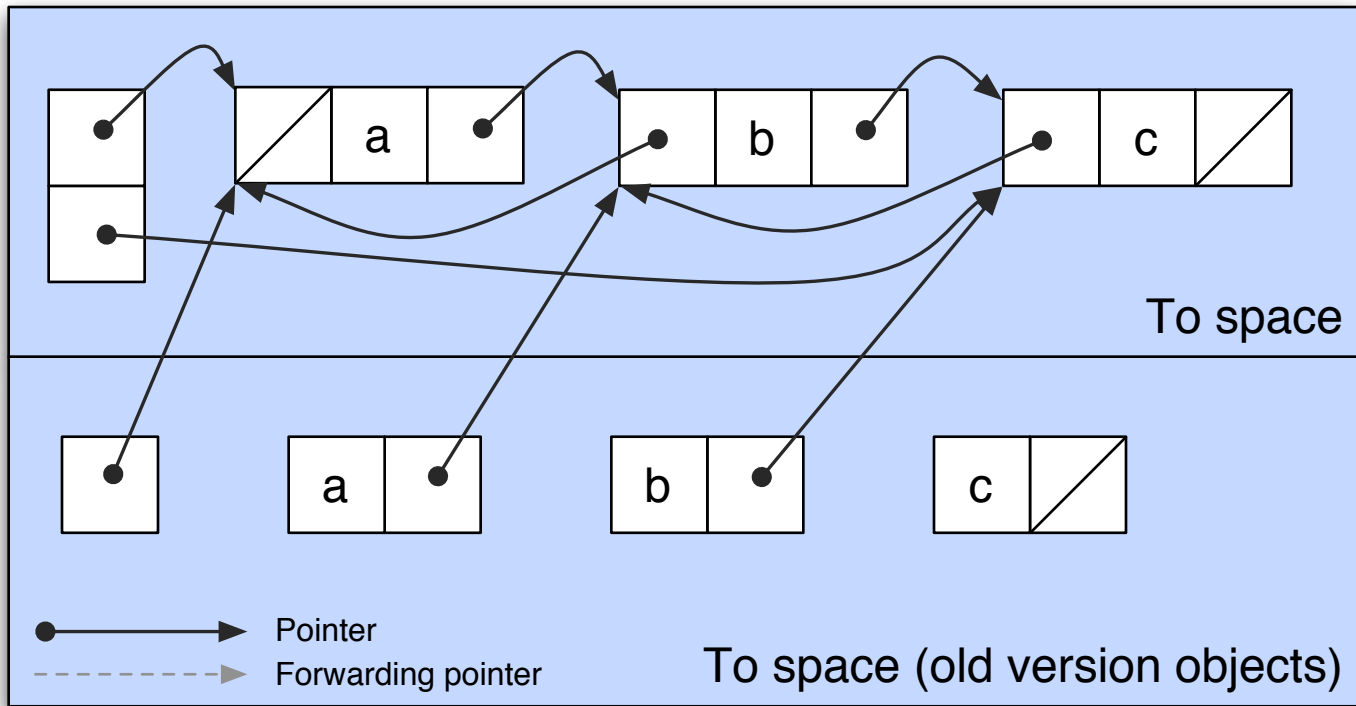 a
b
c
To space
a
b
c
Pointer
Forwarding pointer
To space (old version objects)